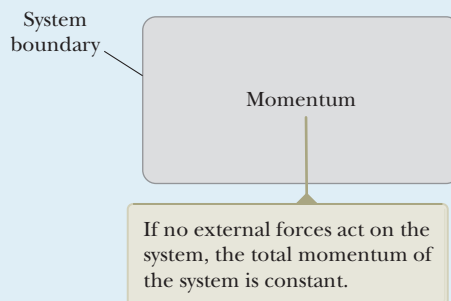 System
boundary
Momentum
If no external forces act on the
system, the total momentum of
the system is constant.